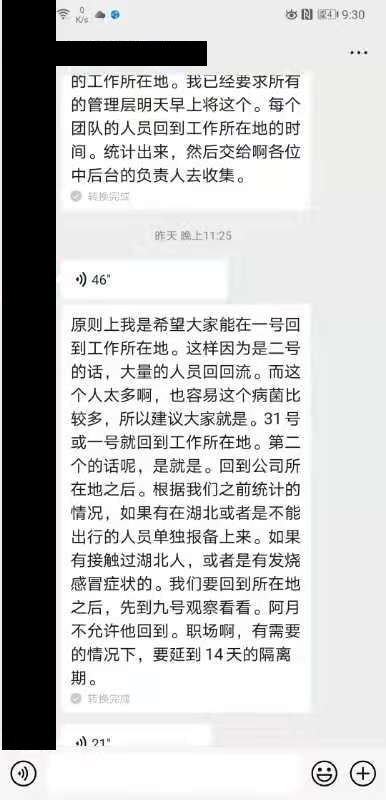 0
K/s
9:30
的工作所在地。我已经要求所有
的管理层明天早上将这个。每个
团队的人员回到工作所在地的时
间。统计出来，然后交给啊各位
中后台的负责人去收集。
转换完成
昨天 晚上11:25
46"
原则上我是希望大家能在一号回
到工作所在地。这样因为是二号
的话，大量的人员回回流。而这
个人太多啊，也容易这个病菌比
较多，所以建议大家就是。31号
或一号就回到工作所在地。第二
个的话呢，是就是。回到公司所
在地之后。根据我们之前统计的
情况，如果有在湖北或者是不能
出行的人员单独报备上来。如果
有接触过湖北人，或者是有发烧
感冒症状的。我们要回到所在地
之后，先到九号观察看看。阿月
不允许他回到。职场啊，有需要
的情况下，要延到14天的隔离
期。
转换完成
21"